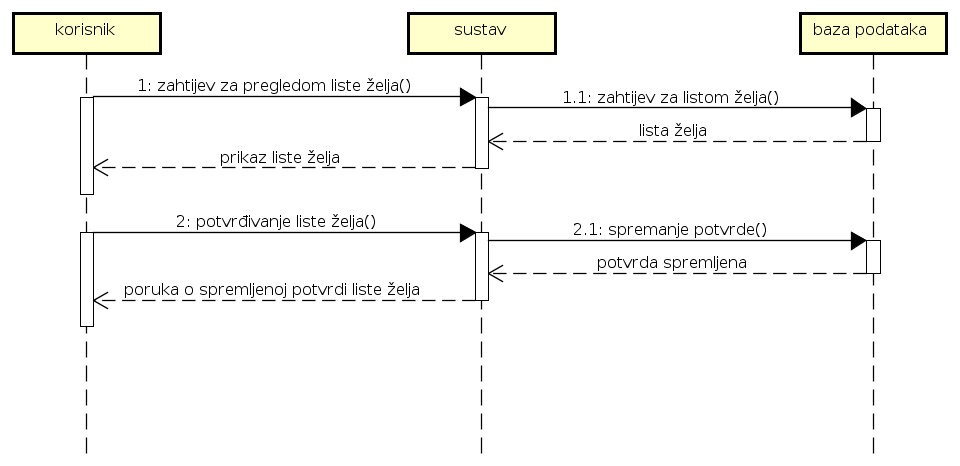 korisnik
sustav
baza podataka
1: zahtijev za pregledom liste želja()
1.1: zahtijev za listom želja()
lista želja
prikaz liste želja
2: potvrđivanje liste želja()
2.1: spremanje potvrde()
potvrda spremljena
poruka o spremljenoj potvrdi liste želja